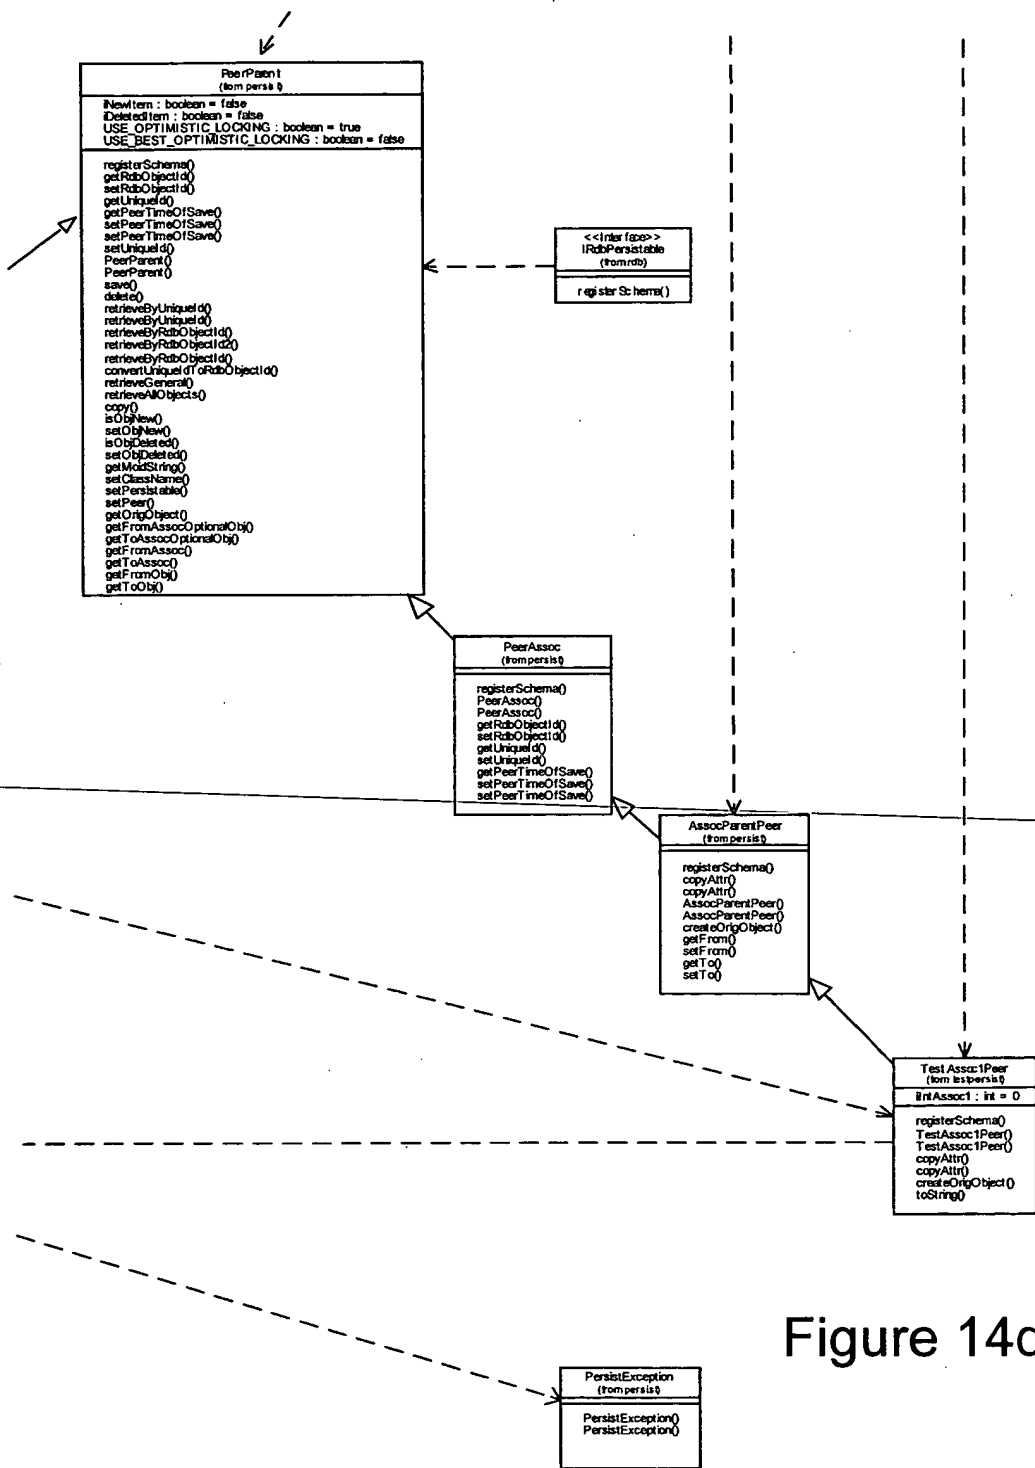 PeerParent
(from persist)
iNewItem : boolean = false
iDeletedItem : boolean = false
USE_OPTIMISTIC_LOCKING : boolean = true
USE_BEST_OPTIMISTIC_LOCKING : boolean = false
registerSchema()
getRdbObjectId()
setRdbObjectId()
getUniqueId()
getPeerTimeOfSave()
setPeerTimeOfSave()
setPeerTimeOfSave()
setUniqueId()
PeerParent()
PeerParent()
save()
delete()
retrieveByUniqueId()
retrieveByUniqueId()
retrieveByRdbObjectId()
retrieveByRdbObjectId2()
retrieveByRdbObjectId()
convertUniqueIdToRdbObjectId()
retrieveGeneral()
retrieveAllObjects()
copy()
isObjNew()
setObjNew()
isObjDeleted()
setObjDeleted()
getMoidString()
setClassName()
setPersistable()
setPeer()
getOrigObject()
getFromAssocOptionalObj()
getToAssocOptionalObj()
getFromAssoc()
getToAssoc()
getFromObj()
getToObj()
<<Interface>>
IRdbPersistable
(from rdb)
registerSchema()
PeerAssoc
(from persist)
registerSchema()
PeerAssoc()
PeerAssoc()
getRdbObjectId()
setRdbObjectId()
getUniqueId()
setUniqueId()
getPeerTimeOfSave()
setPeerTimeOfSave()
setPeerTimeOfSave()
AssocParentPeer
(from persist)
registerSchema()
copyAttr()
copyAttr()
AssocParentPeer()
AssocParentPeer()
createOrigObject()
getFrom()
setFrom()
getTo()
setTo()
TestAssoc1Peer
(from testpersist)
iIntAssoc1 : int = 0
registerSchema()
TestAssoc1Peer()
TestAssoc1Peer()
copyAttr()
copyAttr()
createOrigObject()
toString()
Figure 14d
PersistException
(from persist)
PersistException()
PersistException()